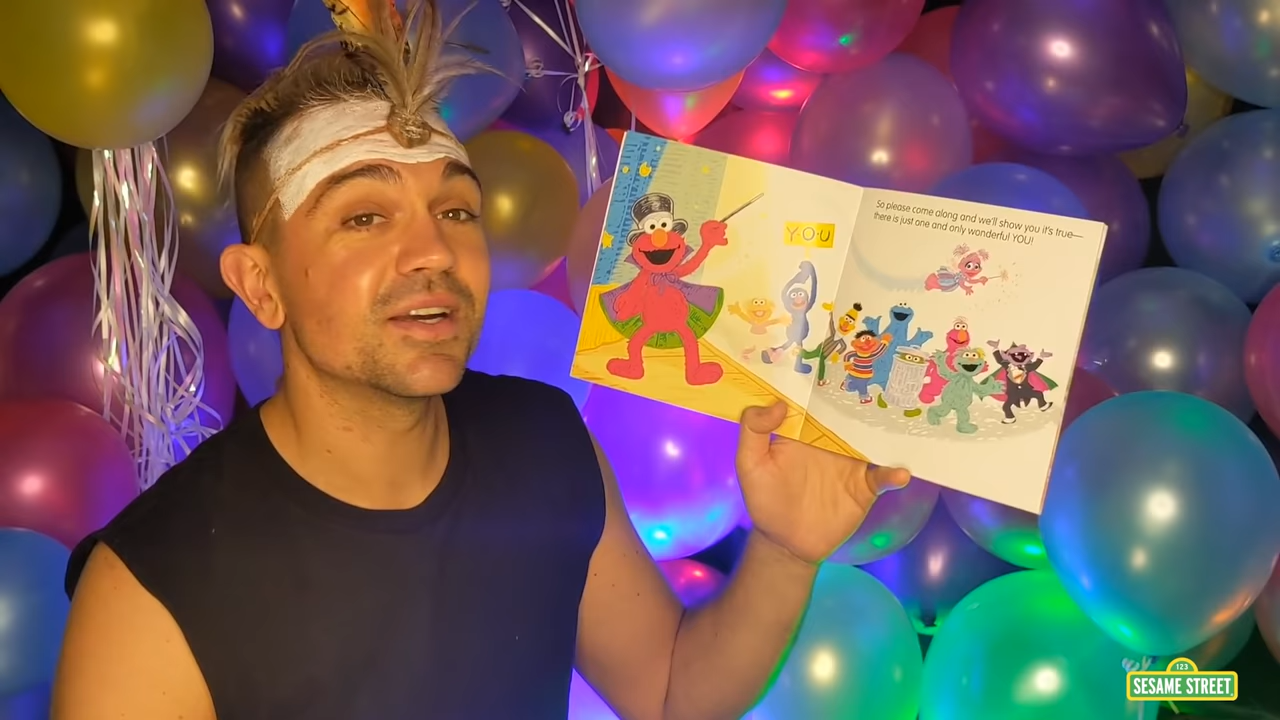 Y·O·U
So please come along and we'll show you it's true—
there is just one and only wonderful YOU!
123
SESAME STREET